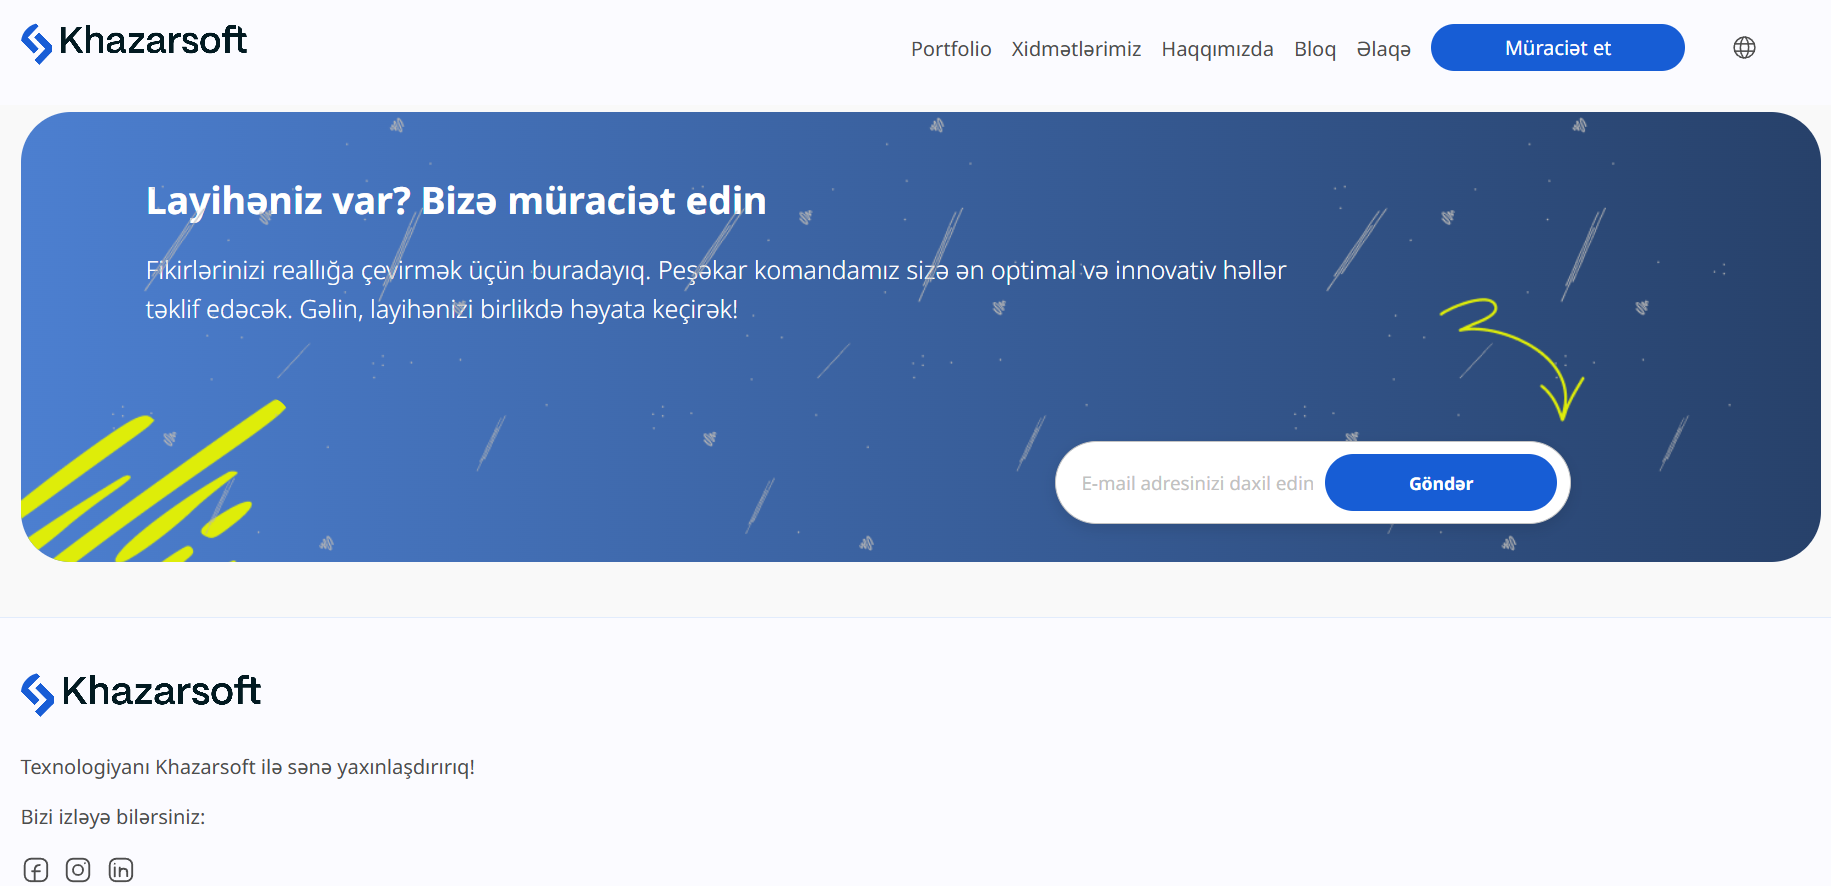 Khazarsoft
Portfolio Xidmətlərimiz Haqqımızda Bloq Əlaqə Müraciət et
Layihəniz var? Bizə müraciət edin
Fikirlərinizi reallığa çevirmək üçün buradayıq. Peşəkar komandamız sizə ən optimal və innovativ həllər
təklif edəcək. Gəlin, layihənizi birlikdə həyata keçirək!
E-mail adresinizi daxil edin Göndər
Khazarsoft
Texnologiyanı Khazarsoft ilə sənə yaxınlaşdırırıq!
Bizi izləyə bilərsiniz: